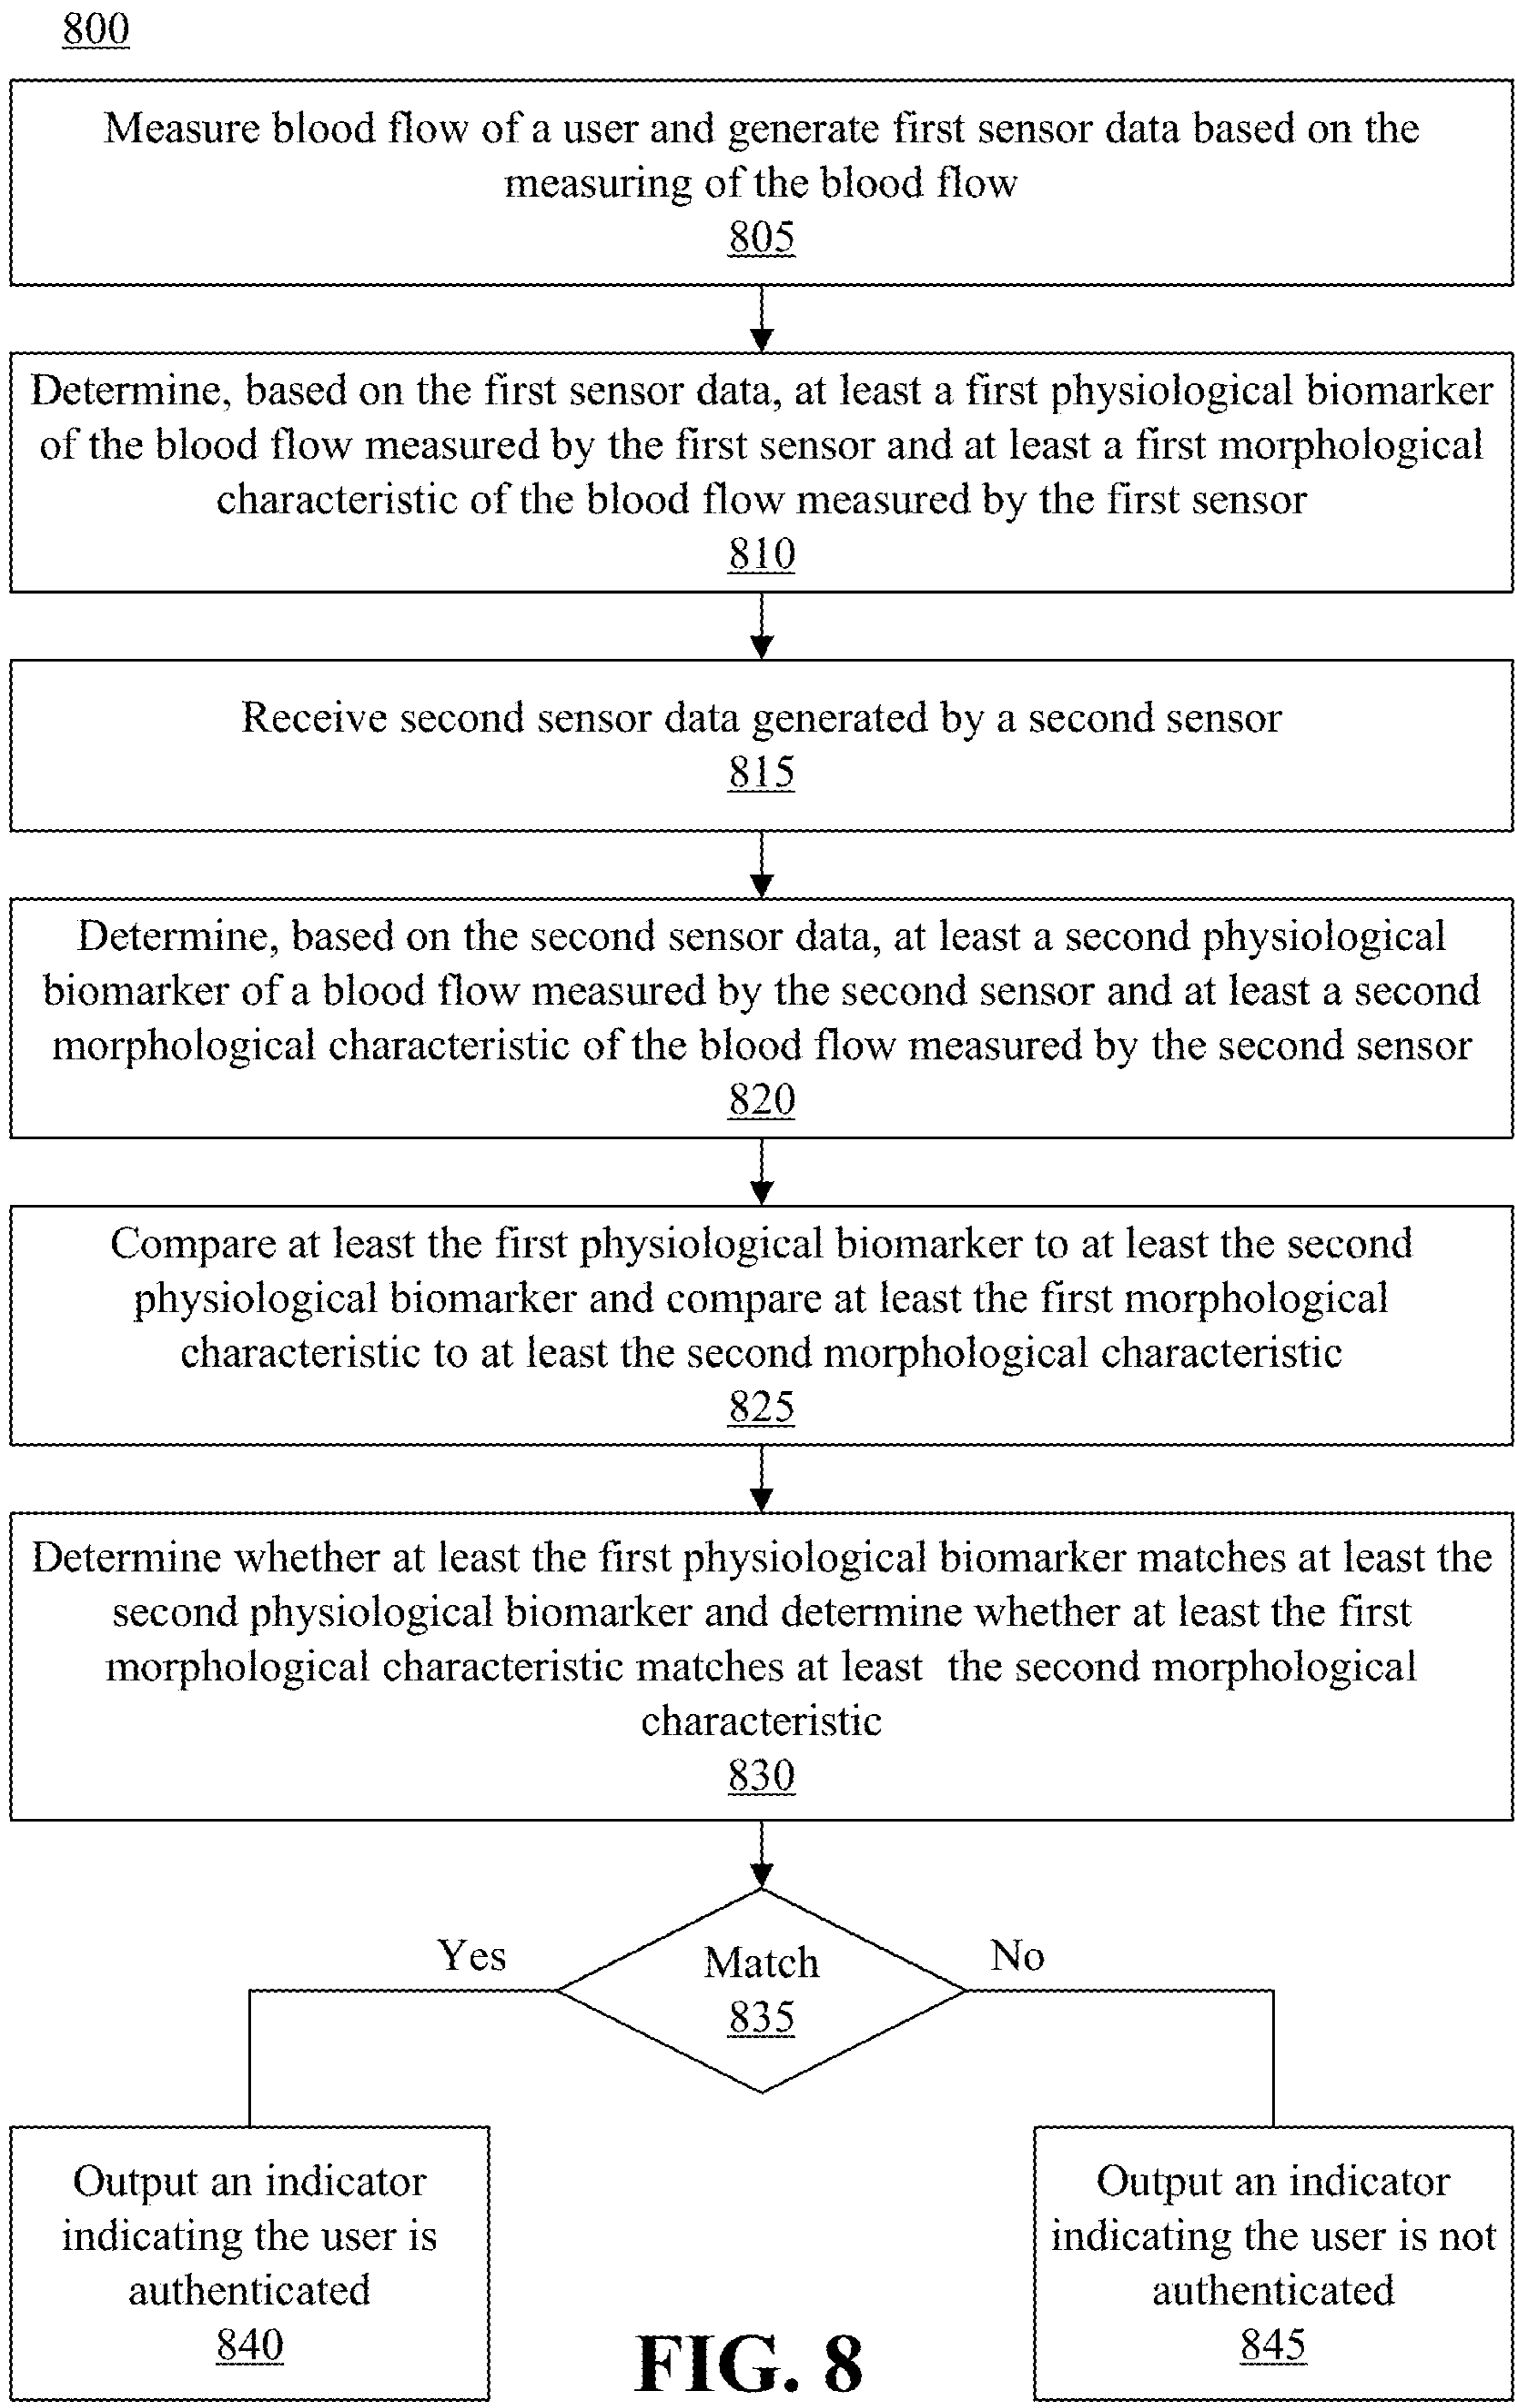 800
Measure blood flow of a user and generate first sensor data based on the
measuring of the blood flow
805
Determine, based on the first sensor data, at least a first physiological biomarker
of the blood flow measured by the first sensor and at least a first morphological
characteristic of the blood flow measured by the first sensor
810
Receive second sensor data generated by a second sensor
815
Determine, based on the second sensor data, at least a second physiological
biomarker of a blood flow measured by the second sensor and at least a second
morphological characteristic of the blood flow measured by the second sensor
820
Compare at least the first physiological biomarker to at least the second
physiological biomarker and compare at least the first morphological
characteristic to at least the second morphological characteristic
825
Determine whether at least the first physiological biomarker matches at least the
second physiological biomarker and determine whether at least the first
morphological characteristic matches at least the second morphological
characteristic
830
Yes
Match
835
No
Output an indicator
indicating the user is
authenticated
840
Output an indicator
indicating the user is not
authenticated
845
FIG. 8